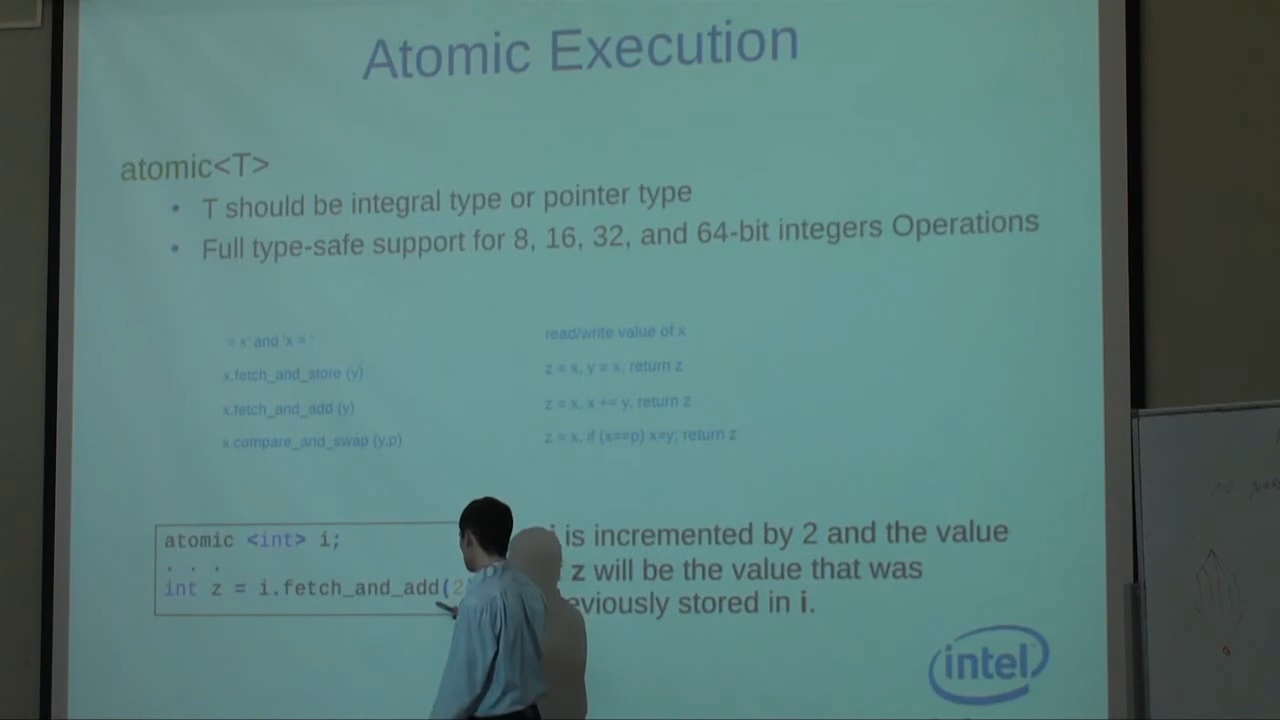 Atomic Execution
atomic<T>
• T should be integral type or pointer type
• Full type-safe support for 8, 16, 32, and 64-bit integers Operations
= x' and 'x = ' read/write value of x
x.fetch_and_store (y) z = x, y = x, return z
x.fetch_and_add (y) z = x, x += y, return z
x.compare_and_swap (y,p) z = x, if (x==p) x=y; return z
atomic <int> i;
. . .
int z = i.fetch_and_add(2
i is incremented by 2 and the value
z will be the value that was
eviously stored in i.
intel